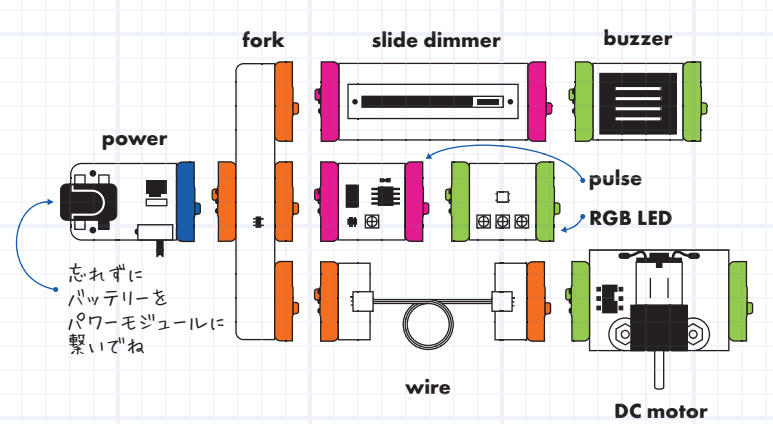 fork
slide dimmer
buzzer
power
pulse
RGB LED
忘れずに
バッテリーを
パワーモジュールに
繋いでね
wire
DC motor